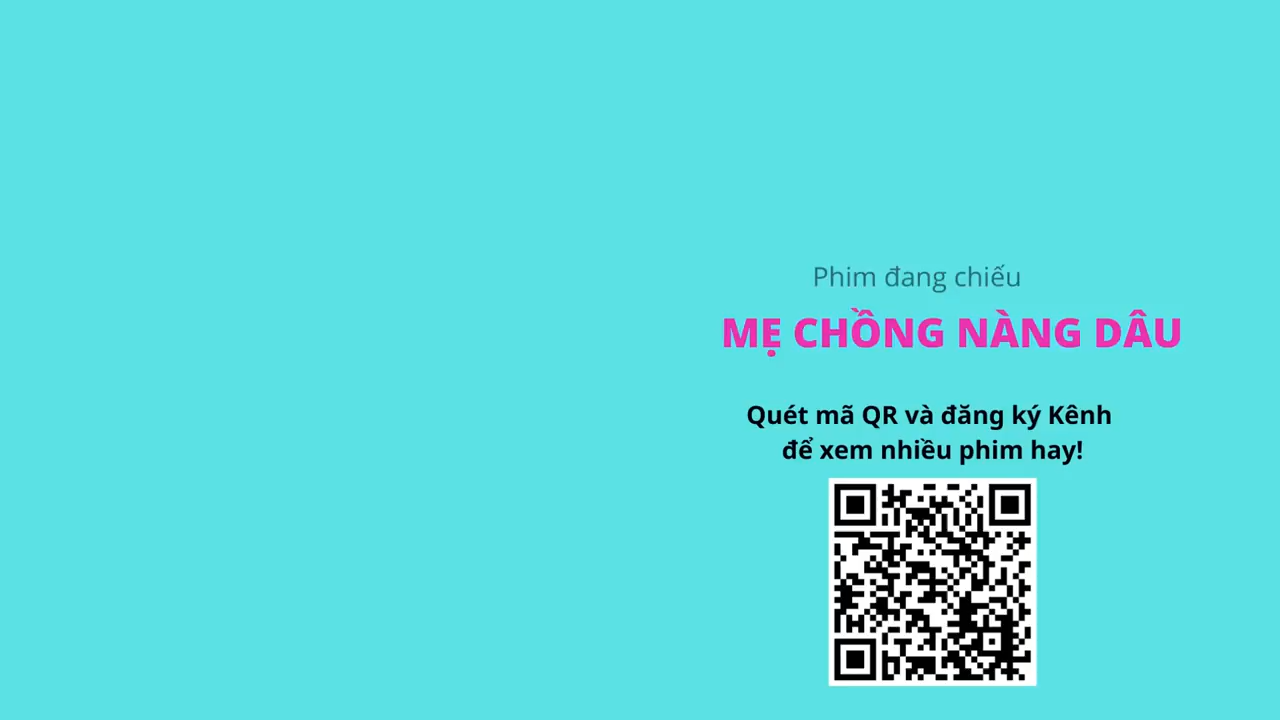 Phim đang chiếu
MẸ CHỒNG NÀNG DÂU
Quét mã QR và đăng ký Kênh
để xem nhiều phim hay!